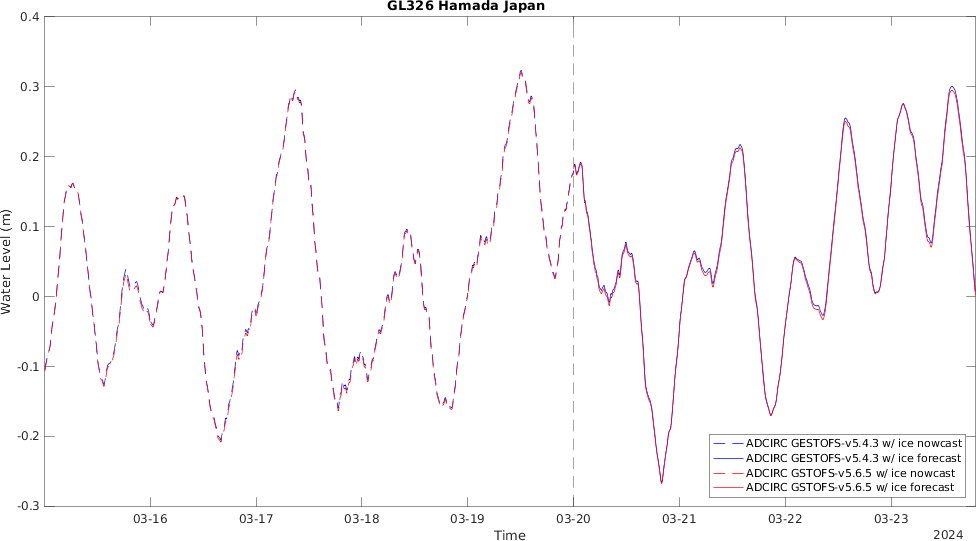 GL326 Hamada Japan
0.4
0.3
0.2
0.1
0
-0.1
-0.2
-0.3
Water Level (m)
03-16 03-17 03-18 03-19 03-20 03-21 03-22 03-23
Time
2024
ADCIRC GESTOFS-v5.4.3 w/ ice nowcast
ADCIRC GESTOFS-v5.4.3 w/ ice forecast
ADCIRC GSTOFS-v5.6.5 w/ ice nowcast
ADCIRC GSTOFS-v5.6.5 w/ ice forecast